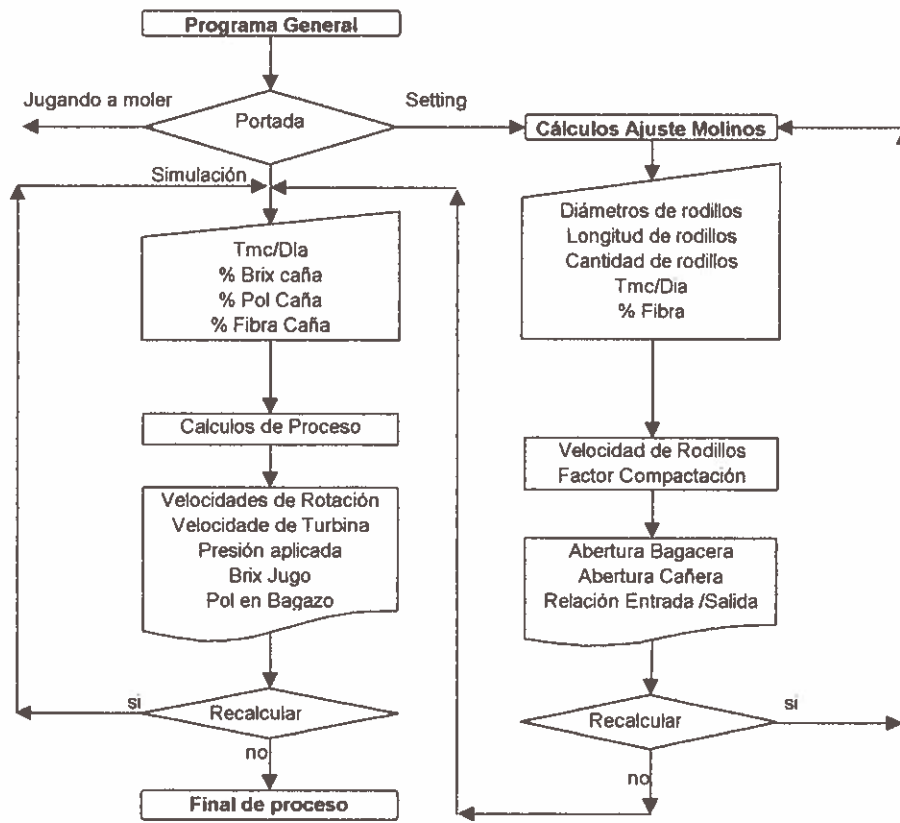 Programa General
Jugando a moler
Portada
Setting
Simulación
Tmc/Dla
% Brix caña
% Pol Caña
% Fibra Caña
Calculos de Proceso
Velocidades de Rotación
Velocidade de Turbina
Presión aplicada
Brix Jugo
Pol en Bagazo
si
Recalcular
no
Final de proceso
Cálculos Ajuste Molinos
Diámetros de rodillos
Longitud de rodillos
Cantidad de rodillos
Tmc/Dia
% Fibra
Velocidad de Rodillos
Factor Compactación
Abertura Bagacera
Abertura Cañera
Relación Entrada /Salida
Recalcular
si
no